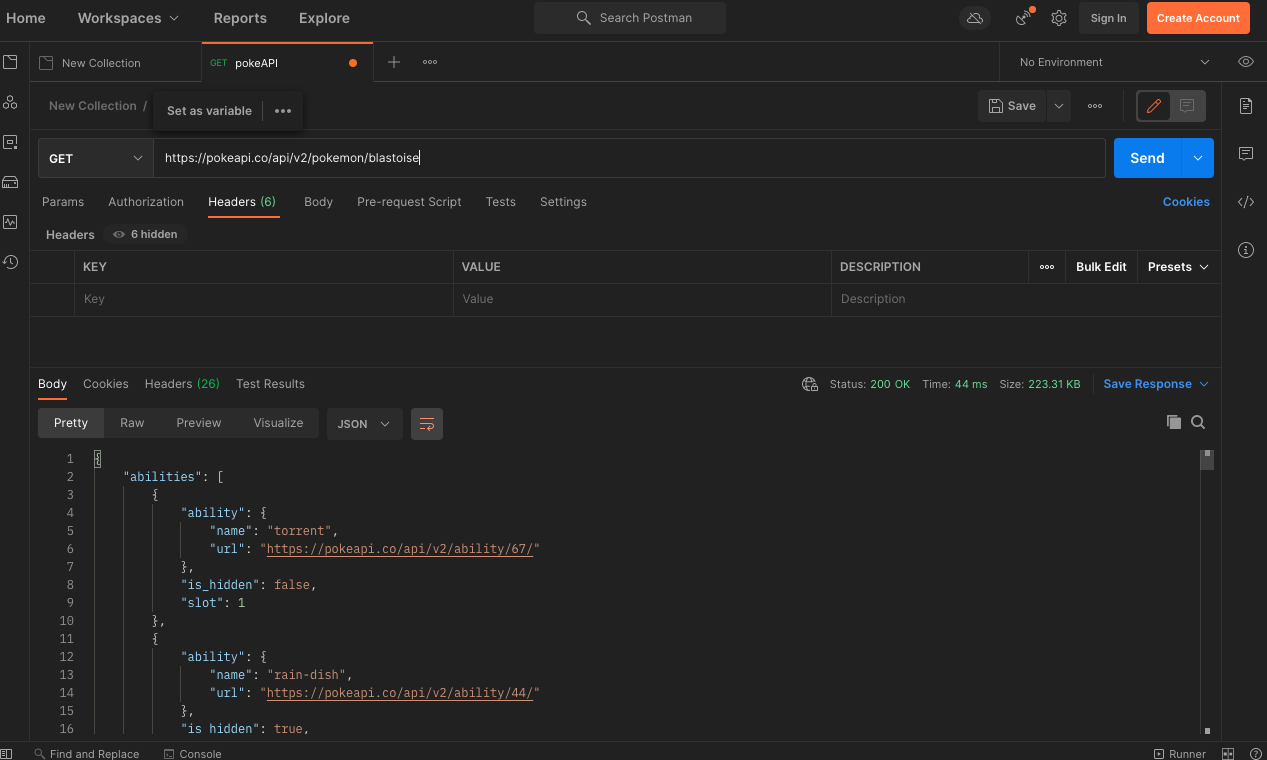 Home Workspaces Reports Explore Search Postman Sign In Create Account
New Collection GET pokeAPI No Environment
New Collection / Set as variable Save
GET https://pokeapi.co/api/v2/pokemon/blastoise Send
Params Authorization Headers (6) Body Pre-request Script Tests Settings Cookies
Headers 6 hidden
KEY VALUE DESCRIPTION Bulk Edit Presets
Key Value Description
Body Cookies Headers (26) Test Results Status: 200 OK Time: 44 ms Size: 223.31 KB Save Response
Pretty Raw Preview Visualize JSON
1 {
2 "abilities": [
3 {
4 "ability": {
5 "name": "torrent",
6 "url": "https://pokeapi.co/api/v2/ability/67/"
7 },
8 "is_hidden": false,
9 "slot": 1
10 },
11 {
12 "ability": {
13 "name": "rain-dish",
14 "url": "https://pokeapi.co/api/v2/ability/44/"
15 },
16 "is_hidden": true,
Find and Replace Console Runner